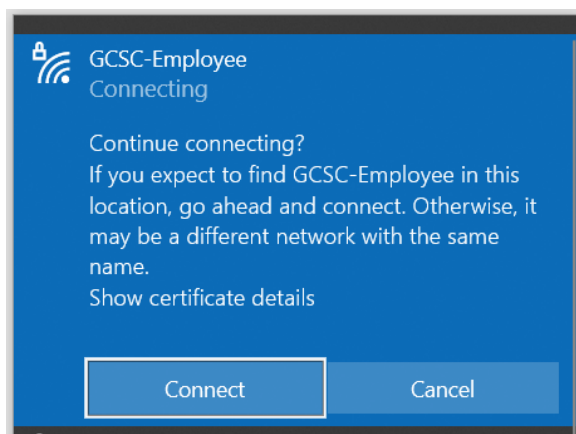 GCSC-Employee
Connecting
Continue connecting?
If you expect to find GCSC-Employee in this
location, go ahead and connect. Otherwise, it
may be a different network with the same
name.
Show certificate details
Connect Cancel